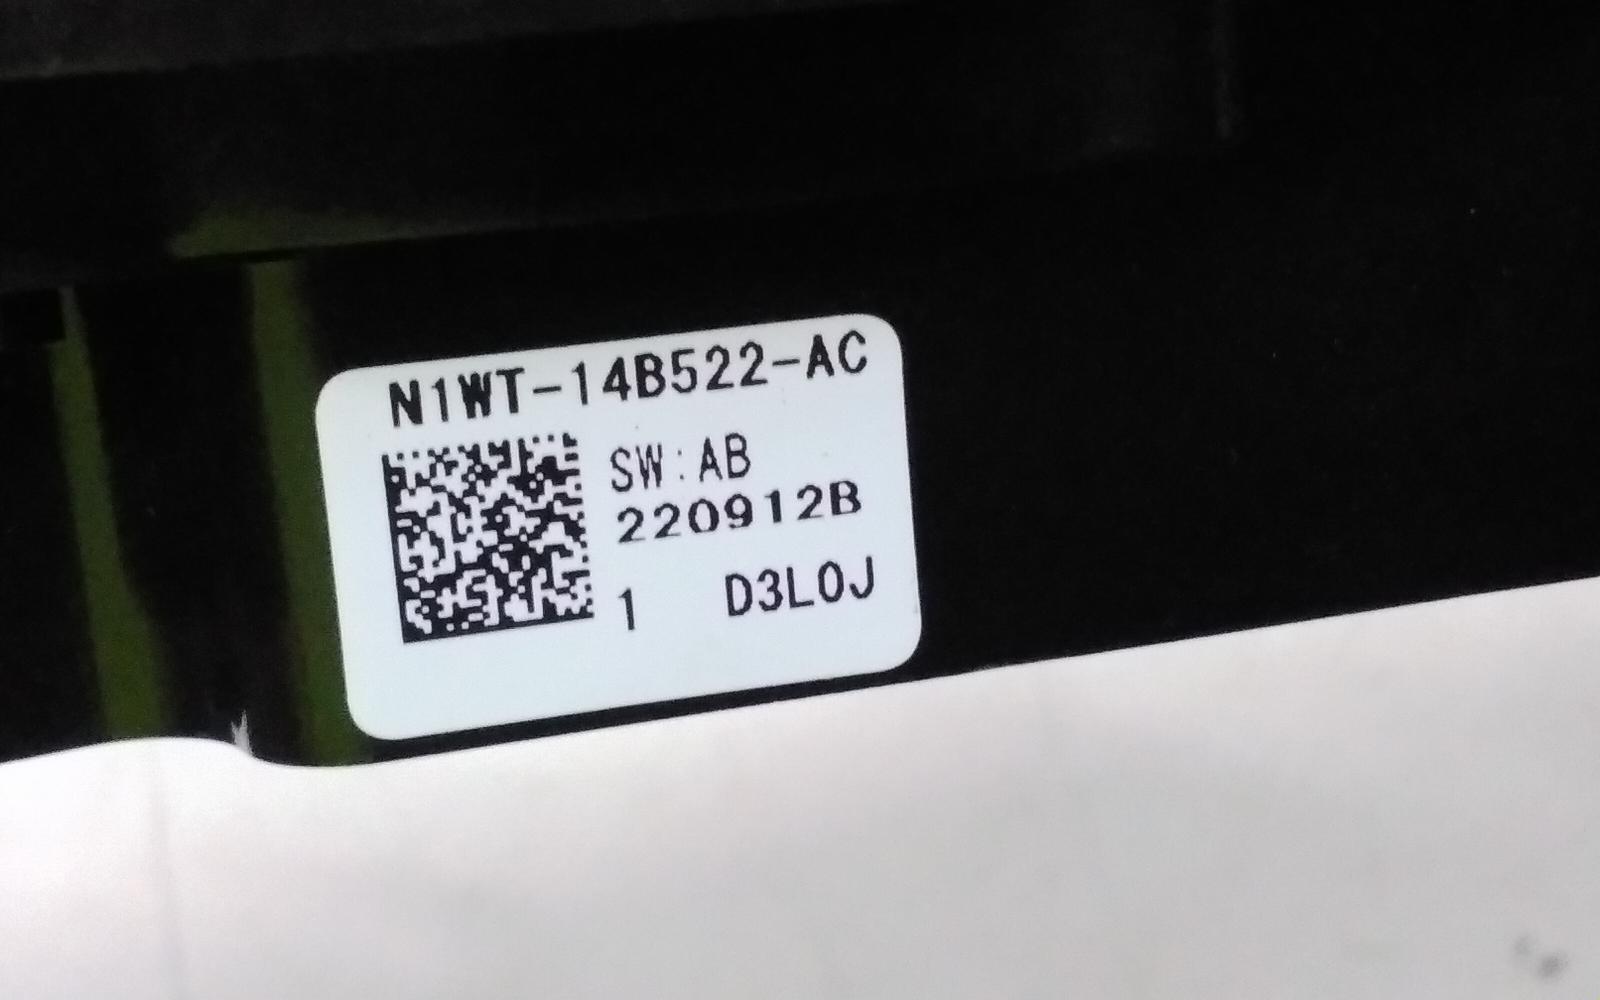 N1WT-14B522-AC
SW:AB
220912B
1 D3L0J